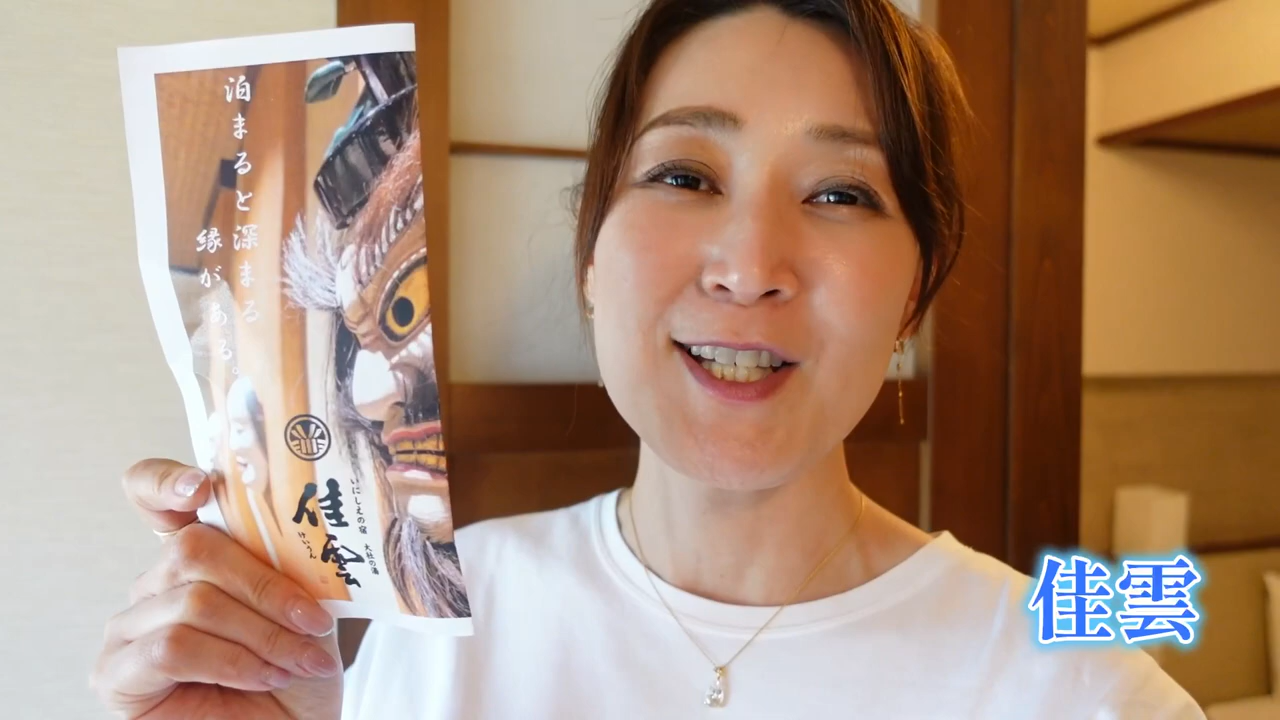 泊まると深まる
縁がある。
いにしえの宿 大社の湯
佳雲
けいうん
佳雲